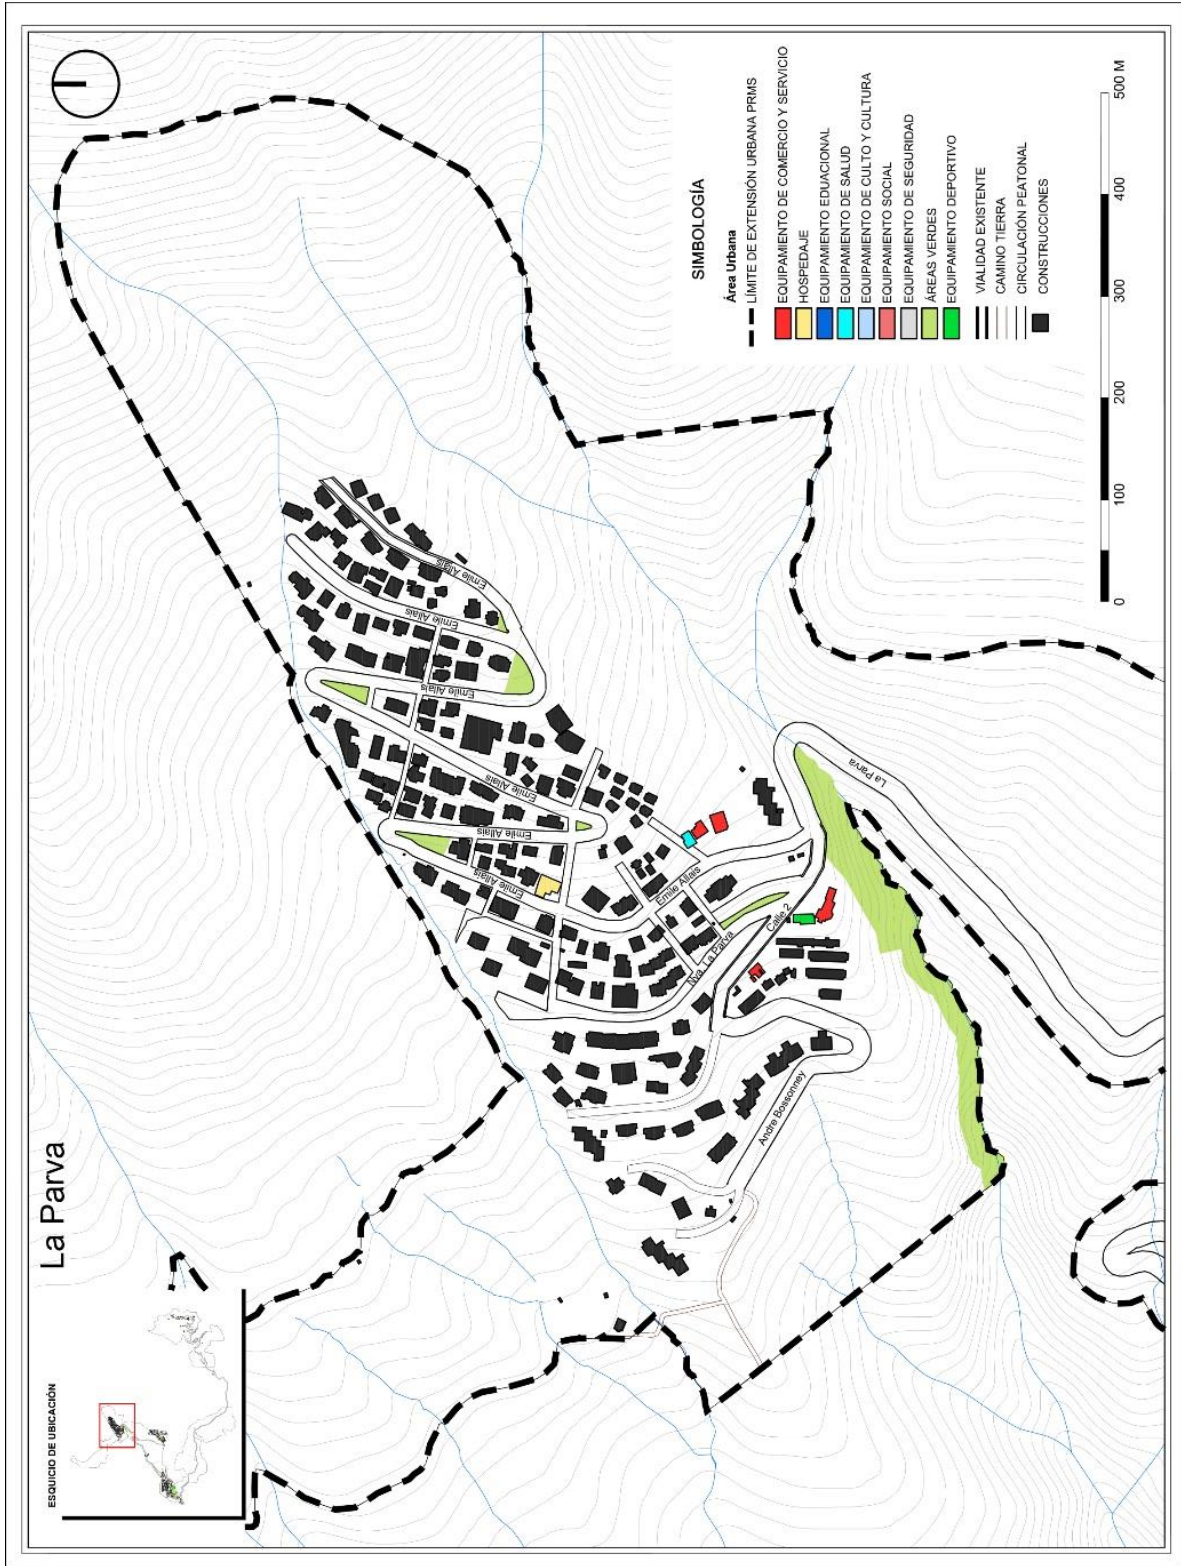 La Parva
ESQUICIO DE UBICACIÓN
Emile Allais
Emile Allais
Emile Allais
Emile Allais
Emile Allais
Emile Allais
Emile Allais
Nva. La Parva
Calle 2
La Parva
Andre Bossonney
SIMBOLOGÍA
Área Urbana
LÍMITE DE EXTENSIÓN URBANA PRMS
EQUIPAMIENTO DE COMERCIO Y SERVICIO
HOSPEDAJE
EQUIPAMIENTO EDUACIONAL
EQUIPAMIENTO DE SALUD
EQUIPAMIENTO DE CULTO Y CULTURA
EQUIPAMIENTO SOCIAL
EQUIPAMIENTO DE SEGURIDAD
ÁREAS VERDES
EQUIPAMIENTO DEPORTIVO
VIALIDAD EXISTENTE
CAMINO TIERRA
CIRCULACIÓN PEATONAL
CONSTRUCCIONES
0 100 200 300 400 500 M